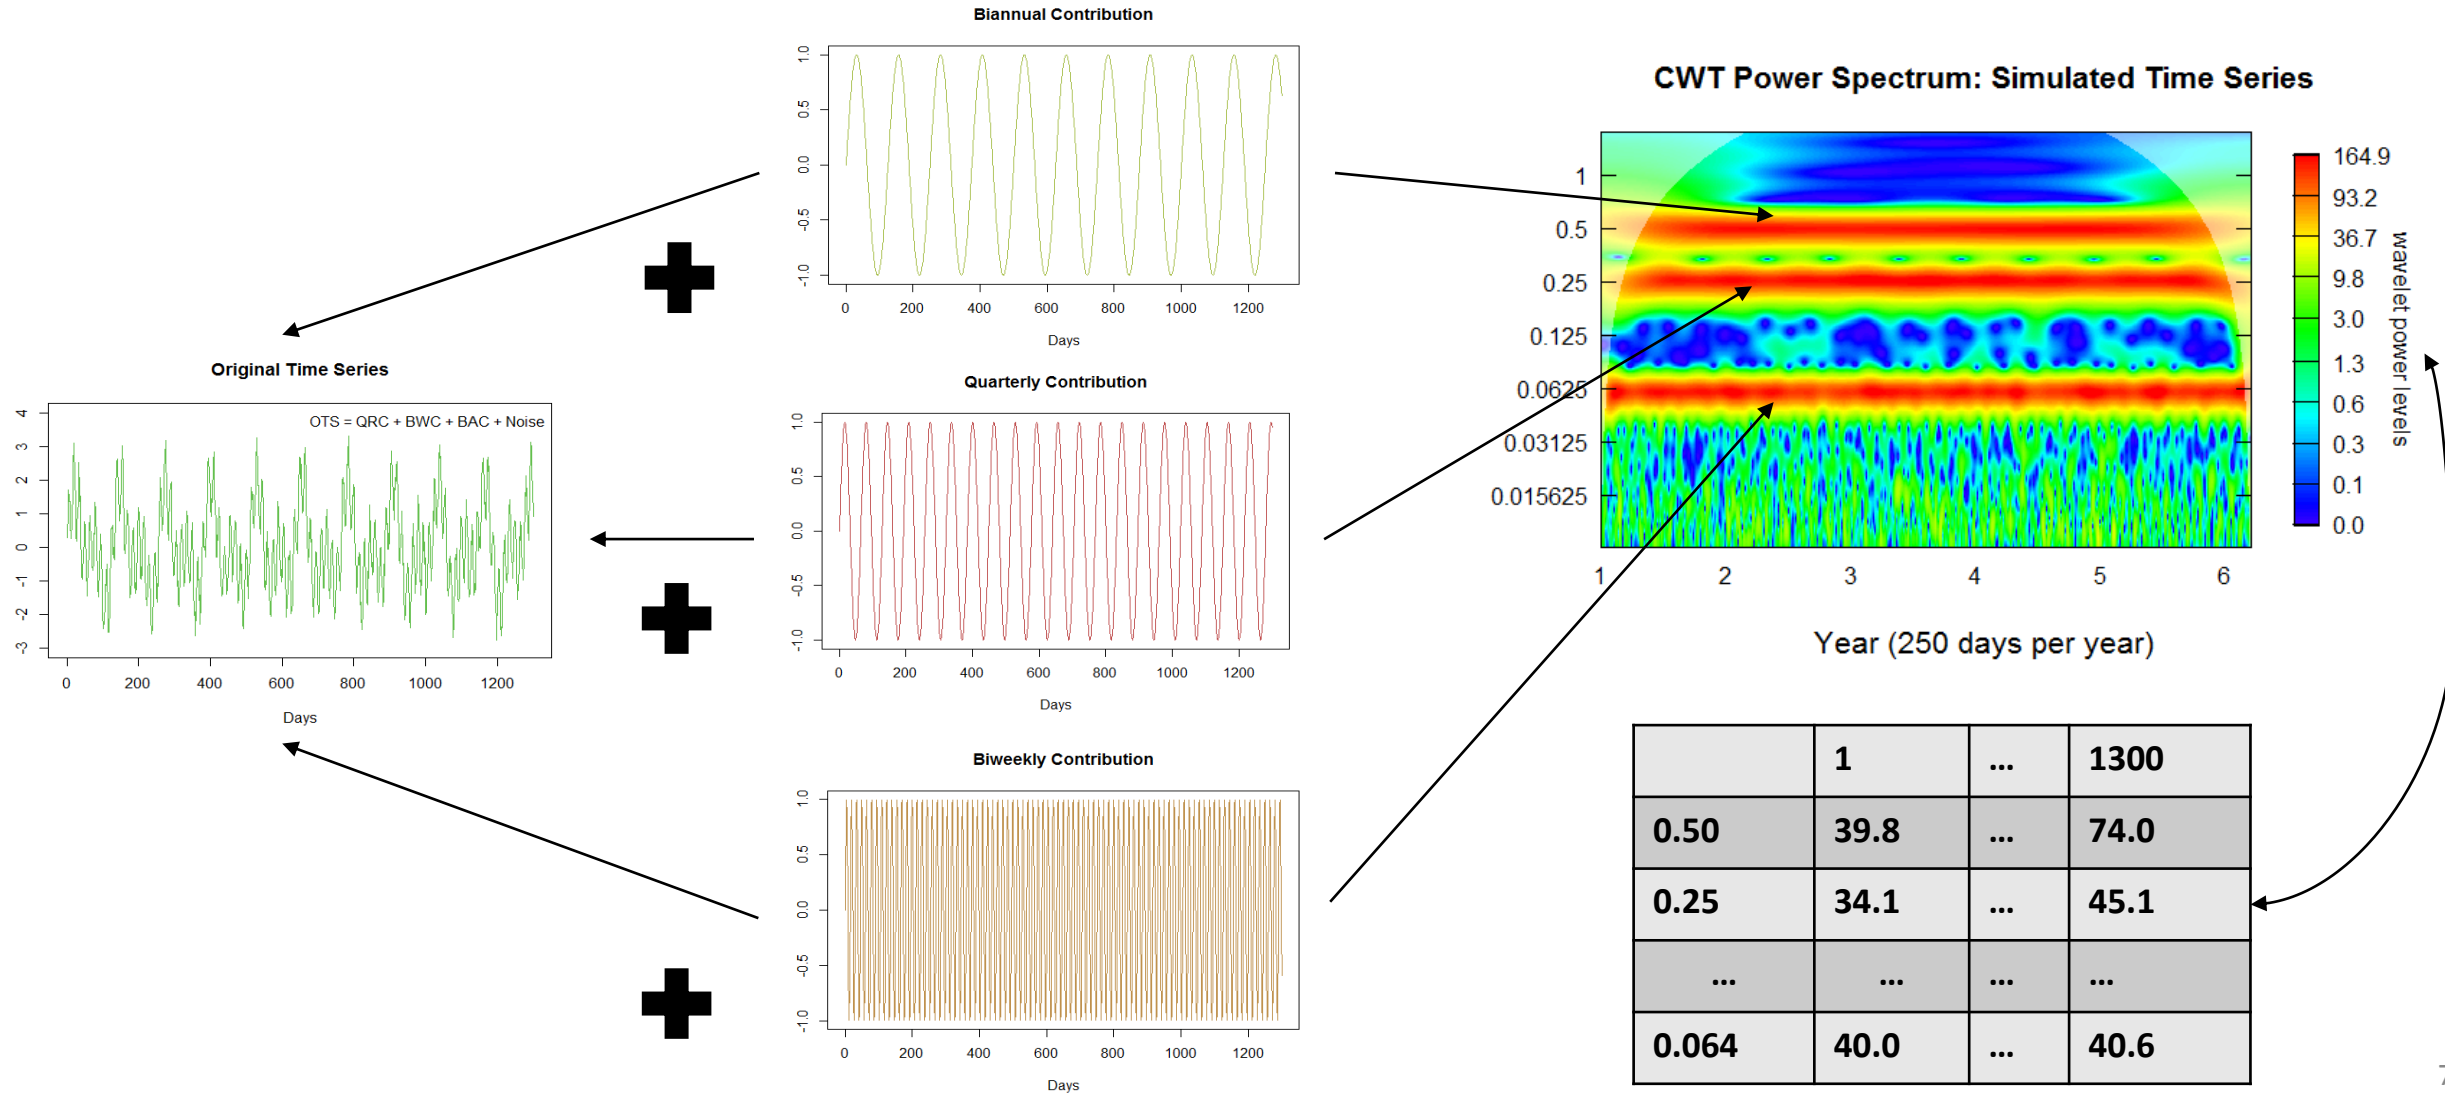 Biannual Contribution
1.0
0.5
0.0
-0.5
-1.0
0 200 400 600 800 1000 1200
Days
Original Time Series
OTS = QRC + BWC + BAC + Noise
4
3
2
1
0
-1
-2
-3
0 200 400 600 800 1000 1200
Days
Quarterly Contribution
1.0
0.5
0.0
-0.5
-1.0
0 200 400 600 800 1000 1200
Days
Biweekly Contribution
1.0
0.5
0.0
-0.5
-1.0
0 200 400 600 800 1000 1200
Days
CWT Power Spectrum: Simulated Time Series
1
0.5
0.25
0.125
0.0625
0.03125
0.015625
1 2 3 4 5 6
Year (250 days per year)
164.9
93.2
36.7
9.8
3.0
1.3
0.6
0.3
0.1
0.0
wavelet power levels
1 ... 1300
0.50 39.8 ... 74.0
0.25 34.1 ... 45.1
... ... ... ...
0.064 40.0 ... 40.6
7